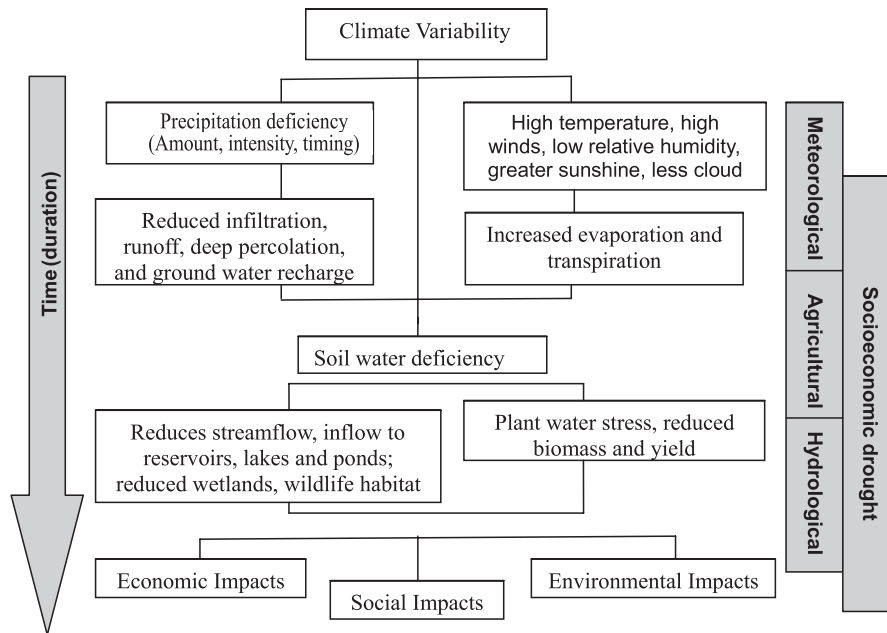 Climate Variability
Precipitation deficiency
(Amount, intensity, timing)
High temperature, high
winds, low relative humidity,
greater sunshine, less cloud
Reduced infiltration,
runoff, deep percolation,
and ground water recharge
Increased evaporation and
transpiration
Soil water deficiency
Reduces streamflow, inflow to
reservoirs, lakes and ponds;
reduced wetlands, wildlife habitat
Plant water stress, reduced
biomass and yield
Economic Impacts
Social Impacts
Environmental Impacts
Time (duration)
Meteorological
Agricultural
Hydrological
Socioeconomic drought